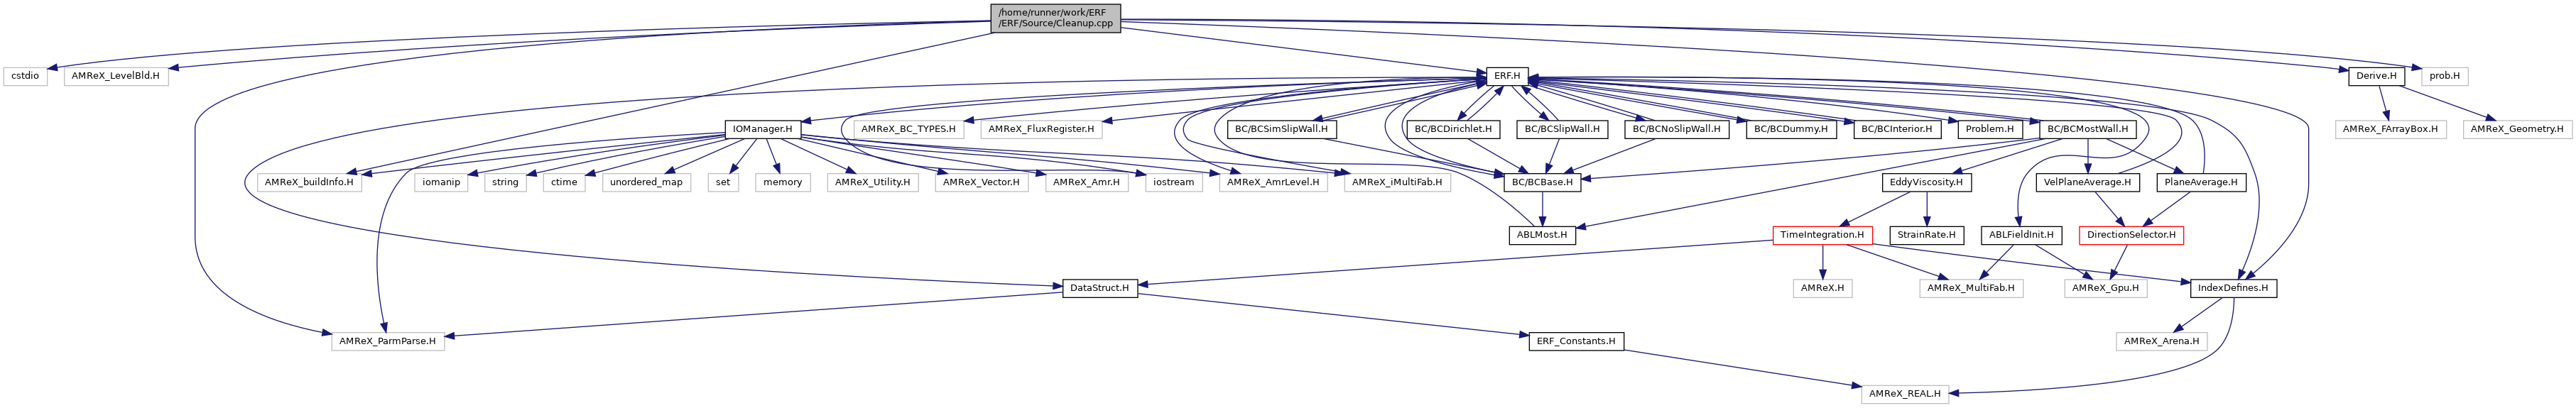 /home/runner/work/ERF
/ERF/Source/Cleanup.cpp
cstdio
AMReX_LevelBld.H
ERF.H
Derive.H
prob.H
IOManager.H
AMReX_BC_TYPES.H
AMReX_FluxRegister.H
BC/BCSimSlipWall.H
BC/BCDirichlet.H
BC/BCSlipWall.H
BC/BCNoSlipWall.H
BC/BCDummy.H
BC/BCInterior.H
Problem.H
BC/BCMostWall.H
AMReX_FArrayBox.H
AMReX_Geometry.H
AMReX_buildInfo.H
iomanip
string
ctime
unordered_map
set
memory
AMReX_Utility.H
AMReX_Vector.H
AMReX_Amr.H
iostream
AMReX_AmrLevel.H
AMReX_iMultiFab.H
BC/BCBase.H
EddyViscosity.H
VelPlaneAverage.H
PlaneAverage.H
ABLMost.H
TimeIntegration.H
StrainRate.H
ABLFieldInit.H
DirectionSelector.H
DataStruct.H
AMReX.H
AMReX_MultiFab.H
AMReX_Gpu.H
IndexDefines.H
AMReX_ParmParse.H
ERF_Constants.H
AMReX_Arena.H
AMReX_REAL.H